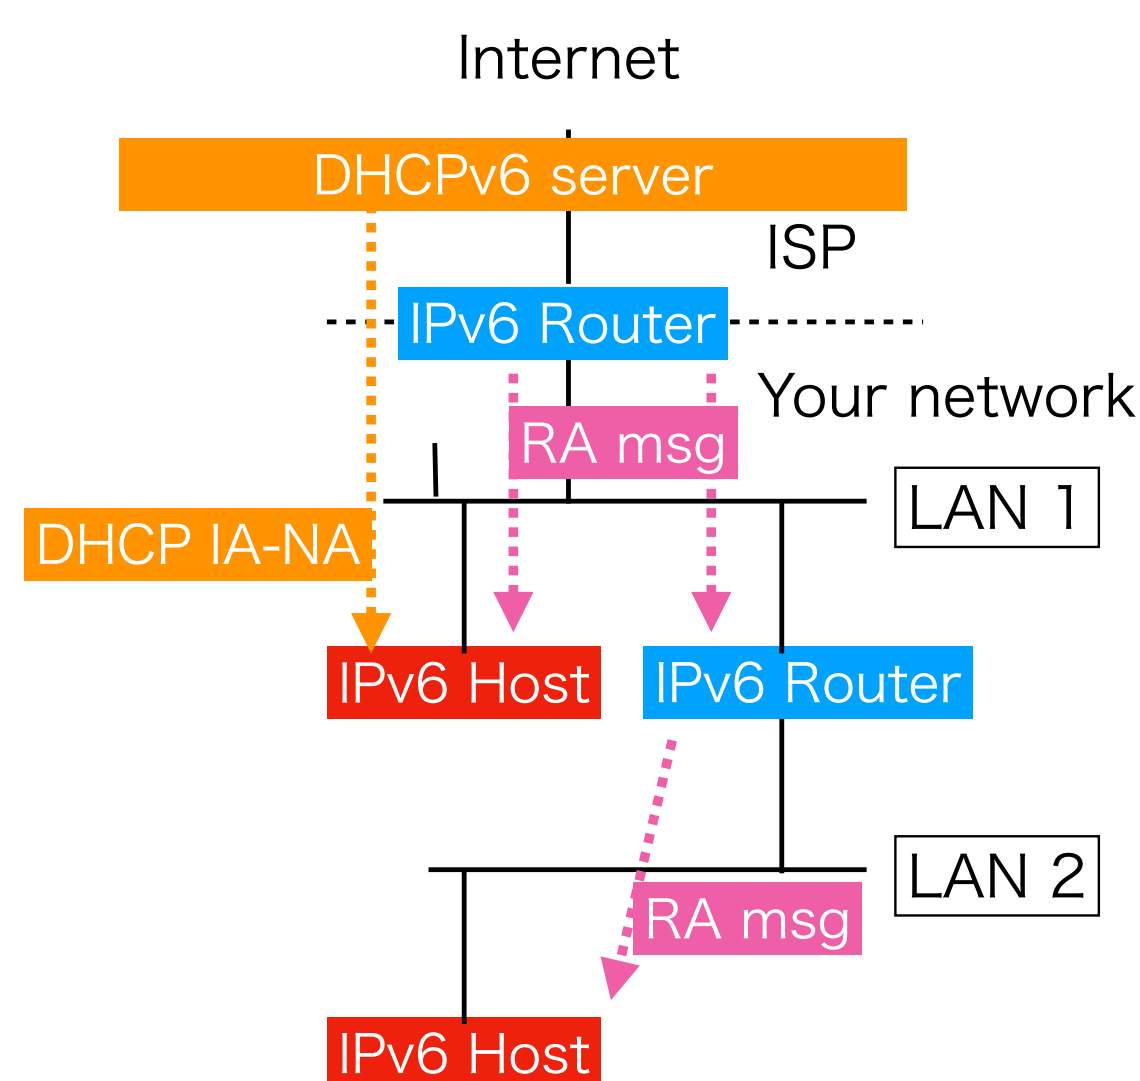 Internet
DHCPv6 server
ISP
IPv6 Router
Your network
RA msg
LAN 1
DHCP IA-NA
IPv6 Host
IPv6 Router
LAN 2
RA msg
IPv6 Host